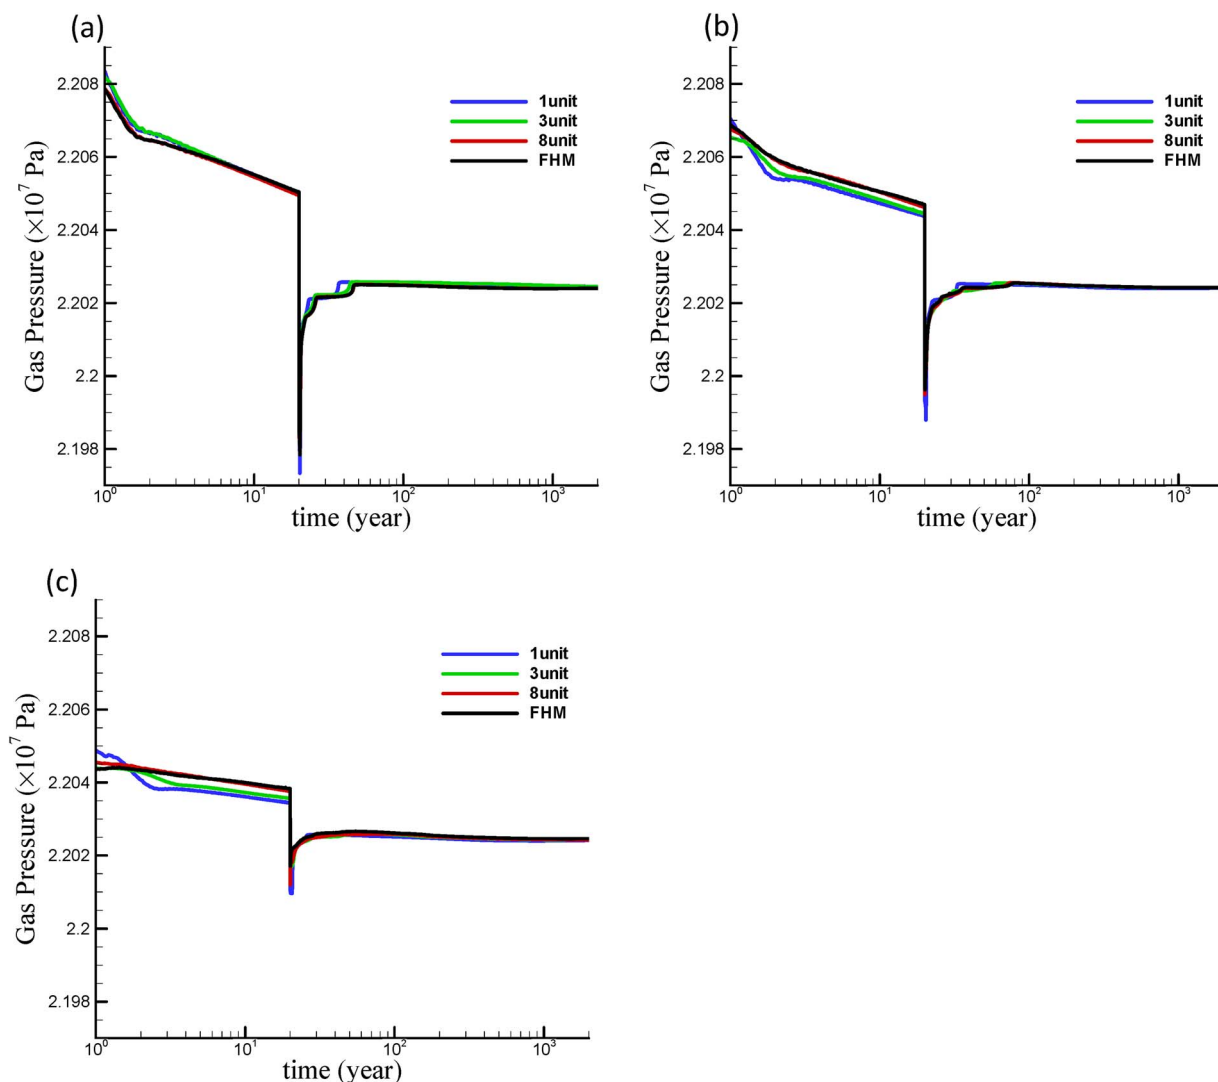 (a)
Gas Pressure (×10⁷ Pa)
2.208
2.206
2.204
2.202
2.2
2.198
1unit
3unit
8unit
FHM
10⁰
10¹
10²
10³
time (year)
(b)
Gas Pressure (×10⁷ Pa)
2.208
2.206
2.204
2.202
2.2
2.198
1unit
3unit
8unit
FHM
10⁰
10¹
10²
10³
time (year)
(c)
Gas Pressure (×10⁷ Pa)
2.208
2.206
2.204
2.202
2.2
2.198
1unit
3unit
8unit
FHM
10⁰
10¹
10²
10³
time (year)